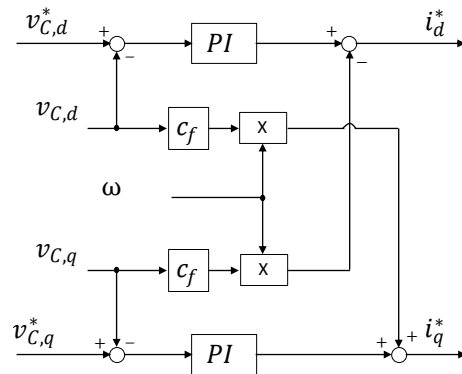 v*C,d + − PI + − i*d
vC,d cf x
ω
vC,q cf x
v*C,q + − PI + + i*q